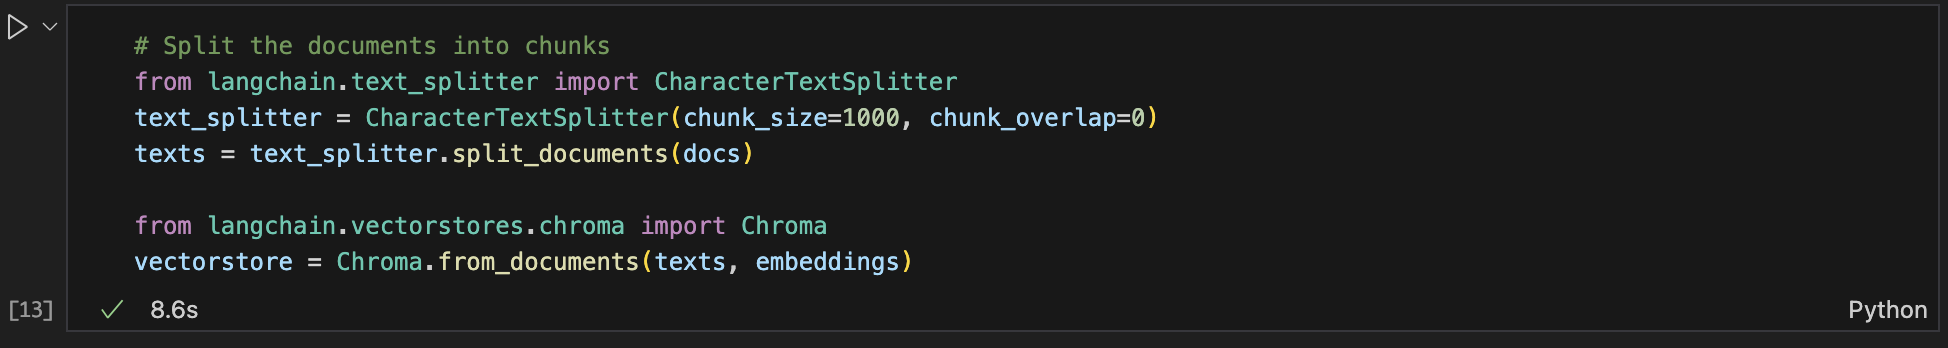 # Split the documents into chunks
from langchain.text_splitter import CharacterTextSplitter
text_splitter = CharacterTextSplitter(chunk_size=1000, chunk_overlap=0)
texts = text_splitter.split_documents(docs)
from langchain.vectorstores.chroma import Chroma
vectorstore = Chroma.from_documents(texts, embeddings)
[13] 8.6s Python